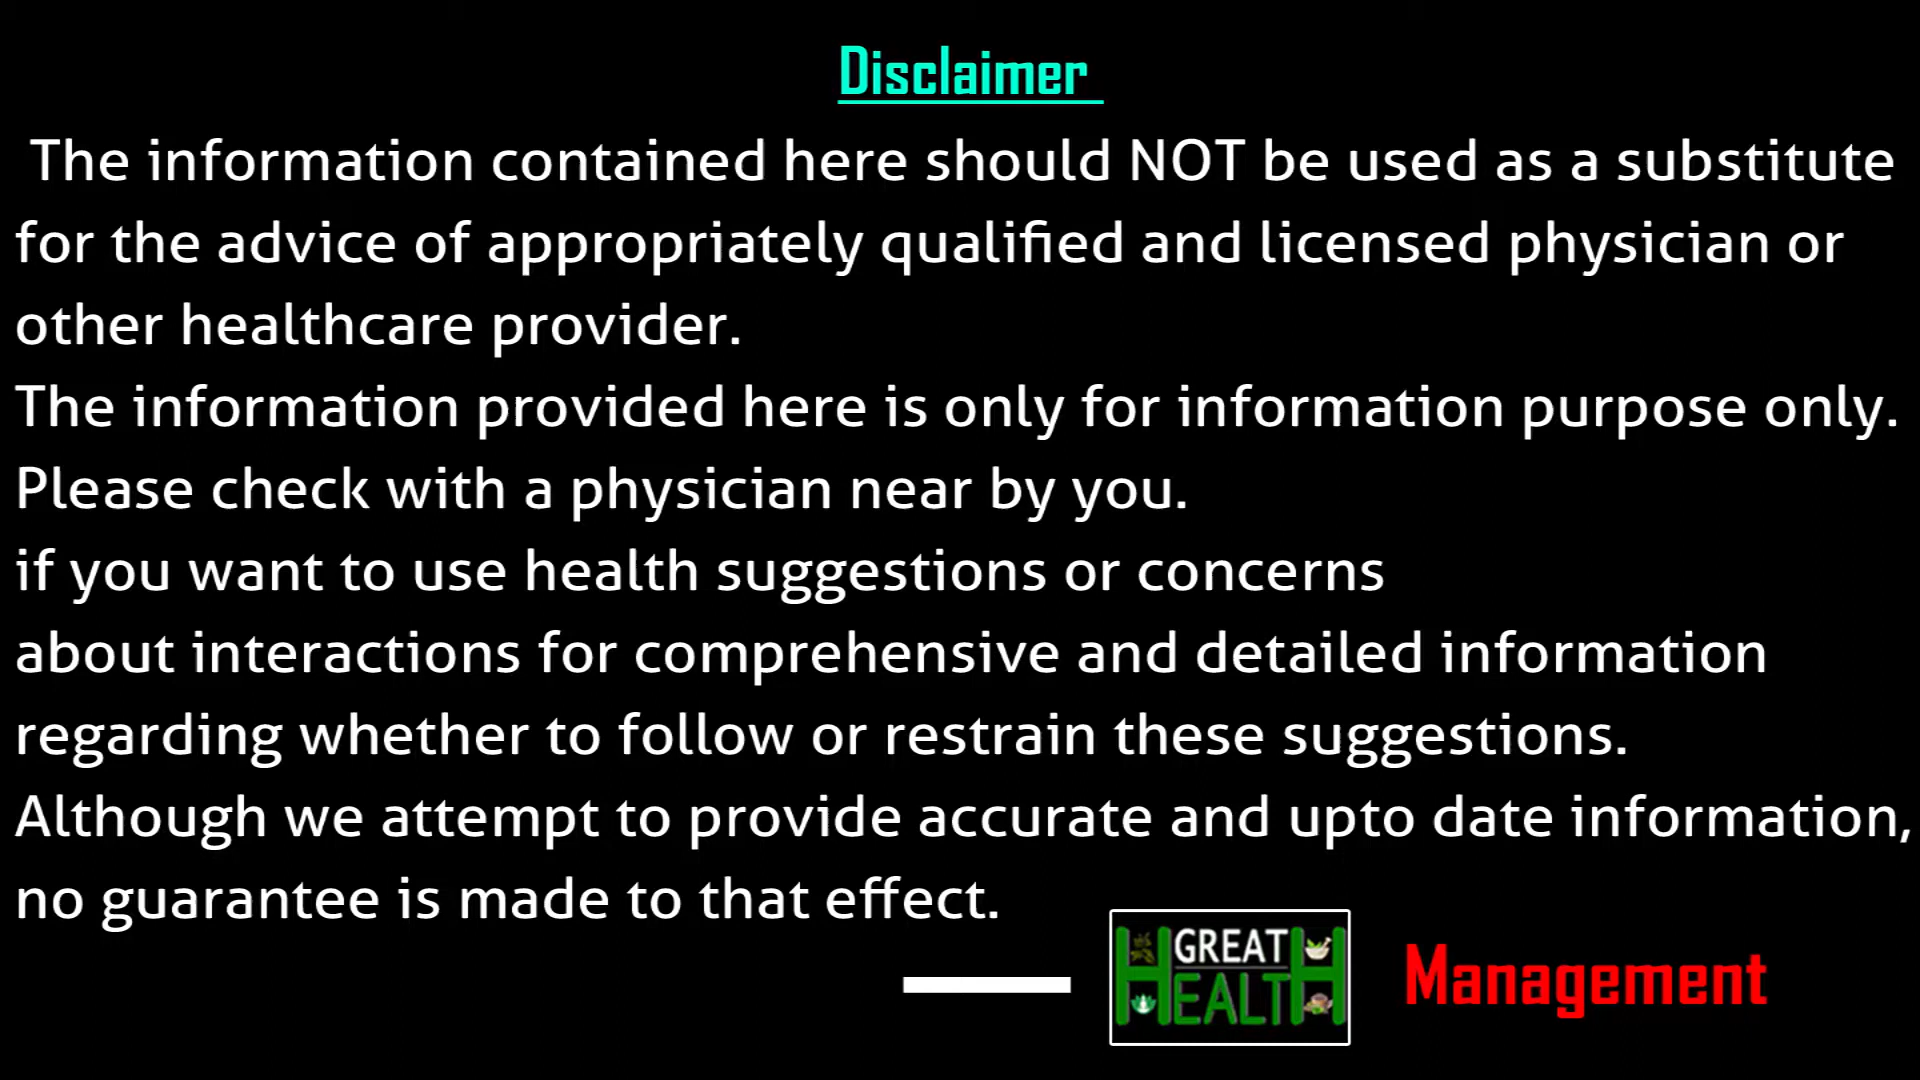 Disclaimer
The information contained here should NOT be used as a substitute
for the advice of appropriately qualified and licensed physician or
other healthcare provider.
The information provided here is only for information purpose only.
Please check with a physician near by you.
if you want to use health suggestions or concerns
about interactions for comprehensive and detailed information
regarding whether to follow or restrain these suggestions.
Although we attempt to provide accurate and upto date information,
no guarantee is made to that effect.
GREAT
HEALTH
Management